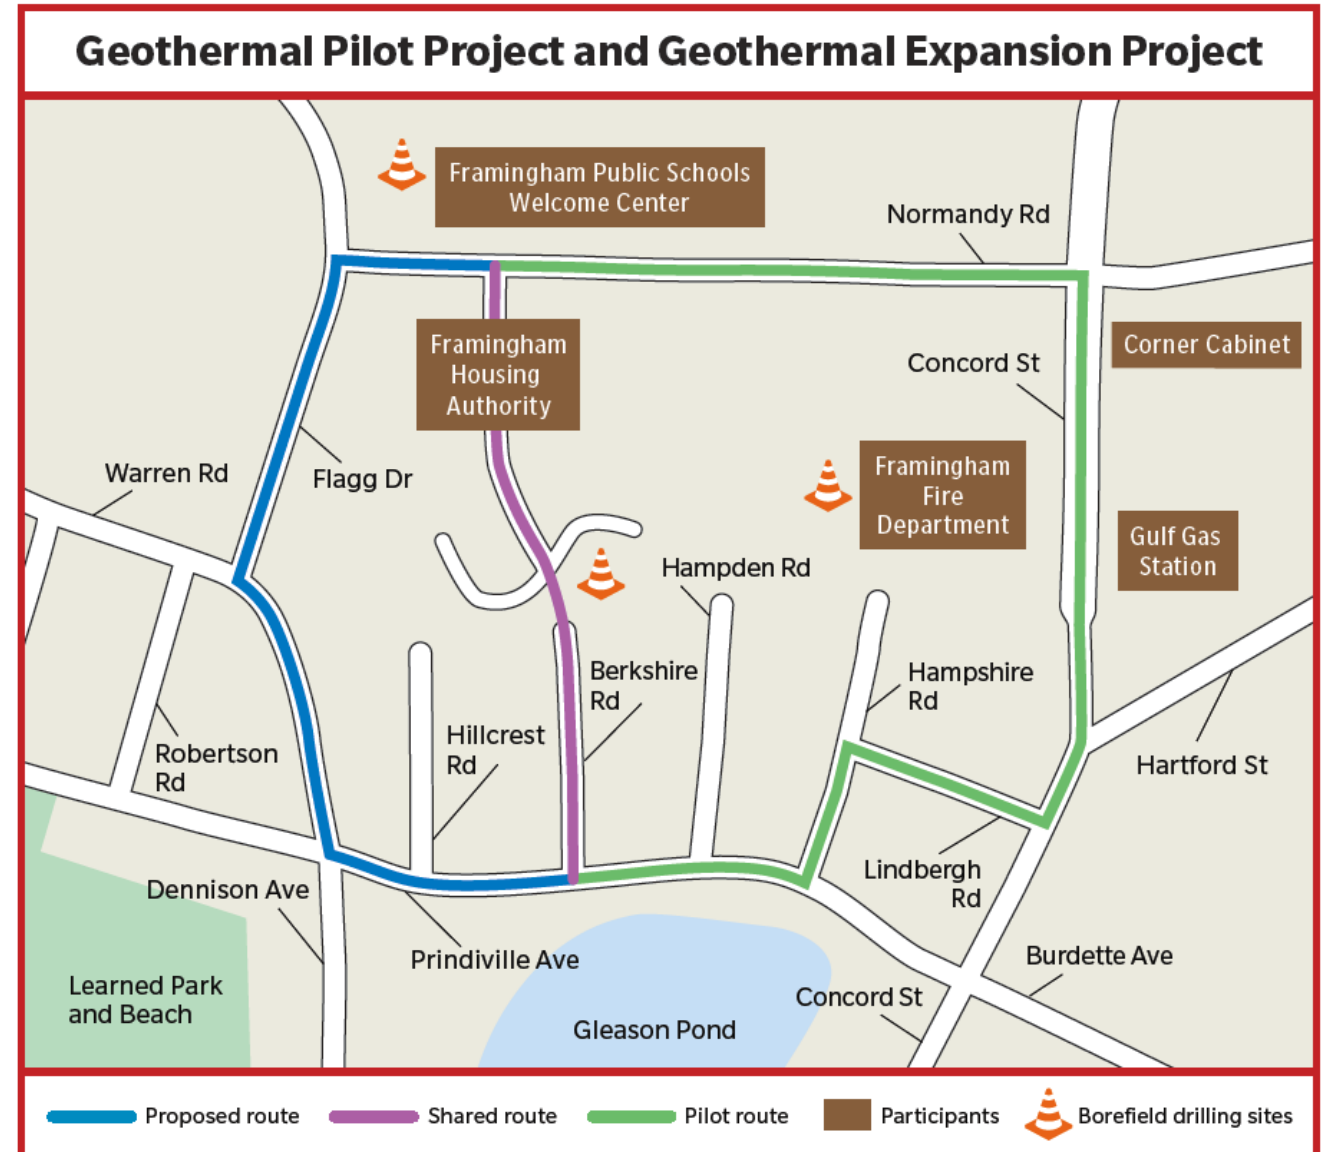 Geothermal Pilot Project and Geothermal Expansion Project
Framingham Public Schools
Welcome Center
Normandy Rd
Framingham
Housing
Authority
Corner Cabinet
Concord St
Warren Rd
Flagg Dr
Framingham
Fire
Department
Gulf Gas
Station
Hampden Rd
Berkshire
Rd
Hampshire
Rd
Hillcrest
Rd
Robertson
Rd
Hartford St
Lindbergh
Rd
Dennison Ave
Prindiville Ave
Burdette Ave
Learned Park
and Beach
Concord St
Gleason Pond
Proposed route
Shared route
Pilot route
Participants
Borefield drilling sites